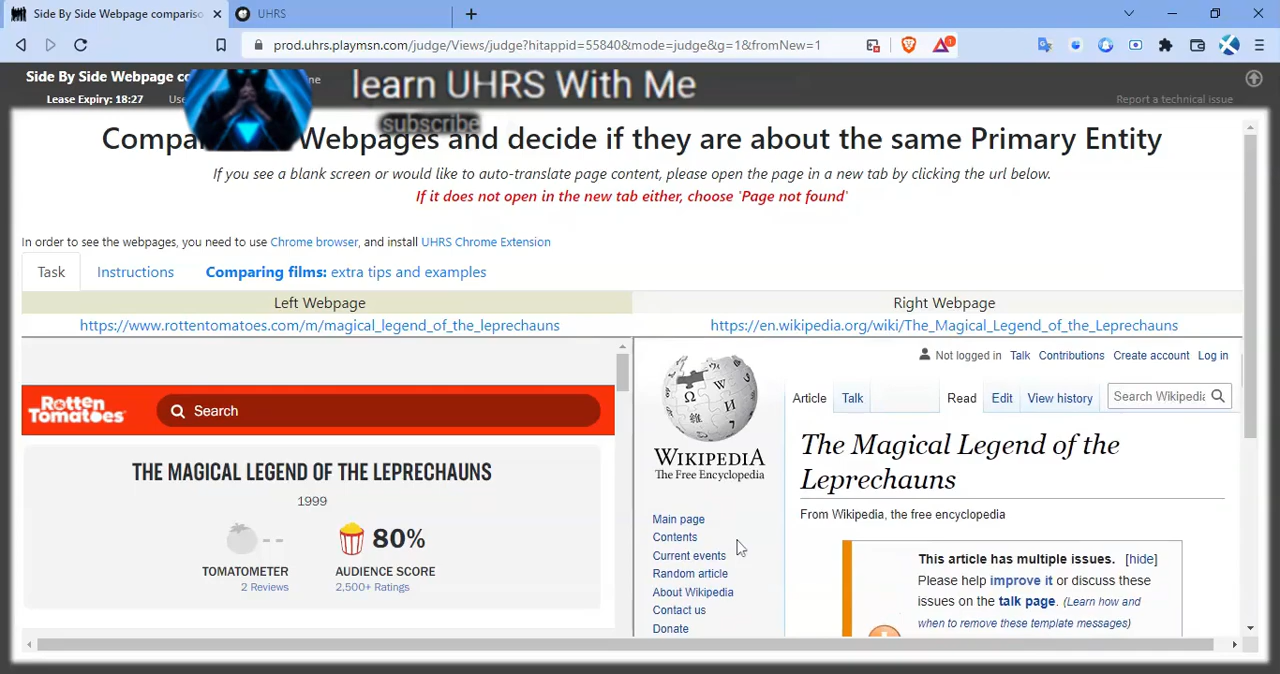 Side By Side Webpage compariso
UHRS
prod.uhrs.playmsn.com/judge/Views/judge?hitappid=55840&mode=judge&g=1&fromNew=1
1
Side By Side Webpage co
ne
learn UHRS With Me
Lease Expiry: 18:27
Use
Report a technical issue
subscribe
Compa Webpages and decide if they are about the same Primary Entity
If you see a blank screen or would like to auto-translate page content, please open the page in a new tab by clicking the url below.
If it does not open in the new tab either, choose 'Page not found'
In order to see the webpages, you need to use Chrome browser, and install UHRS Chrome Extension
Task
Instructions
Comparing films: extra tips and examples
Left Webpage
Right Webpage
https://www.rottentomatoes.com/m/magical_legend_of_the_leprechauns
https://en.wikipedia.org/wiki/The_Magical_Legend_of_the_Leprechauns
Rotten
Tomatoes
Search
THE MAGICAL LEGEND OF THE LEPRECHAUNS
1999
- -
80%
TOMATOMETER
AUDIENCE SCORE
2 Reviews
2,500+ Ratings
WIKIPEDIA
The Free Encyclopedia
Main page
Contents
Current events
Random article
About Wikipedia
Contact us
Donate
Not logged in
Talk
Contributions
Create account
Log in
Article
Talk
Read
Edit
View history
Search Wikipedia
The Magical Legend of the
Leprechauns
From Wikipedia, the free encyclopedia
This article has multiple issues. [hide]
Please help improve it or discuss these
issues on the talk page. (Learn how and
when to remove these template messages)